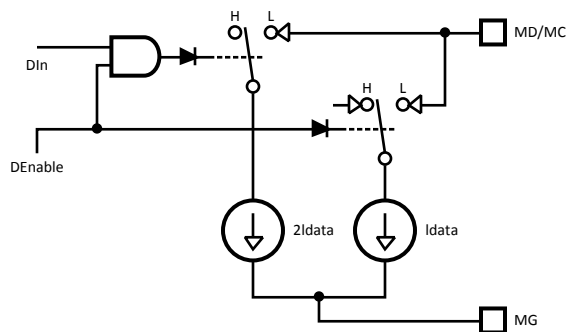 H L
MD/MC
DIn
H L
DEnable
2Idata
Idata
MG